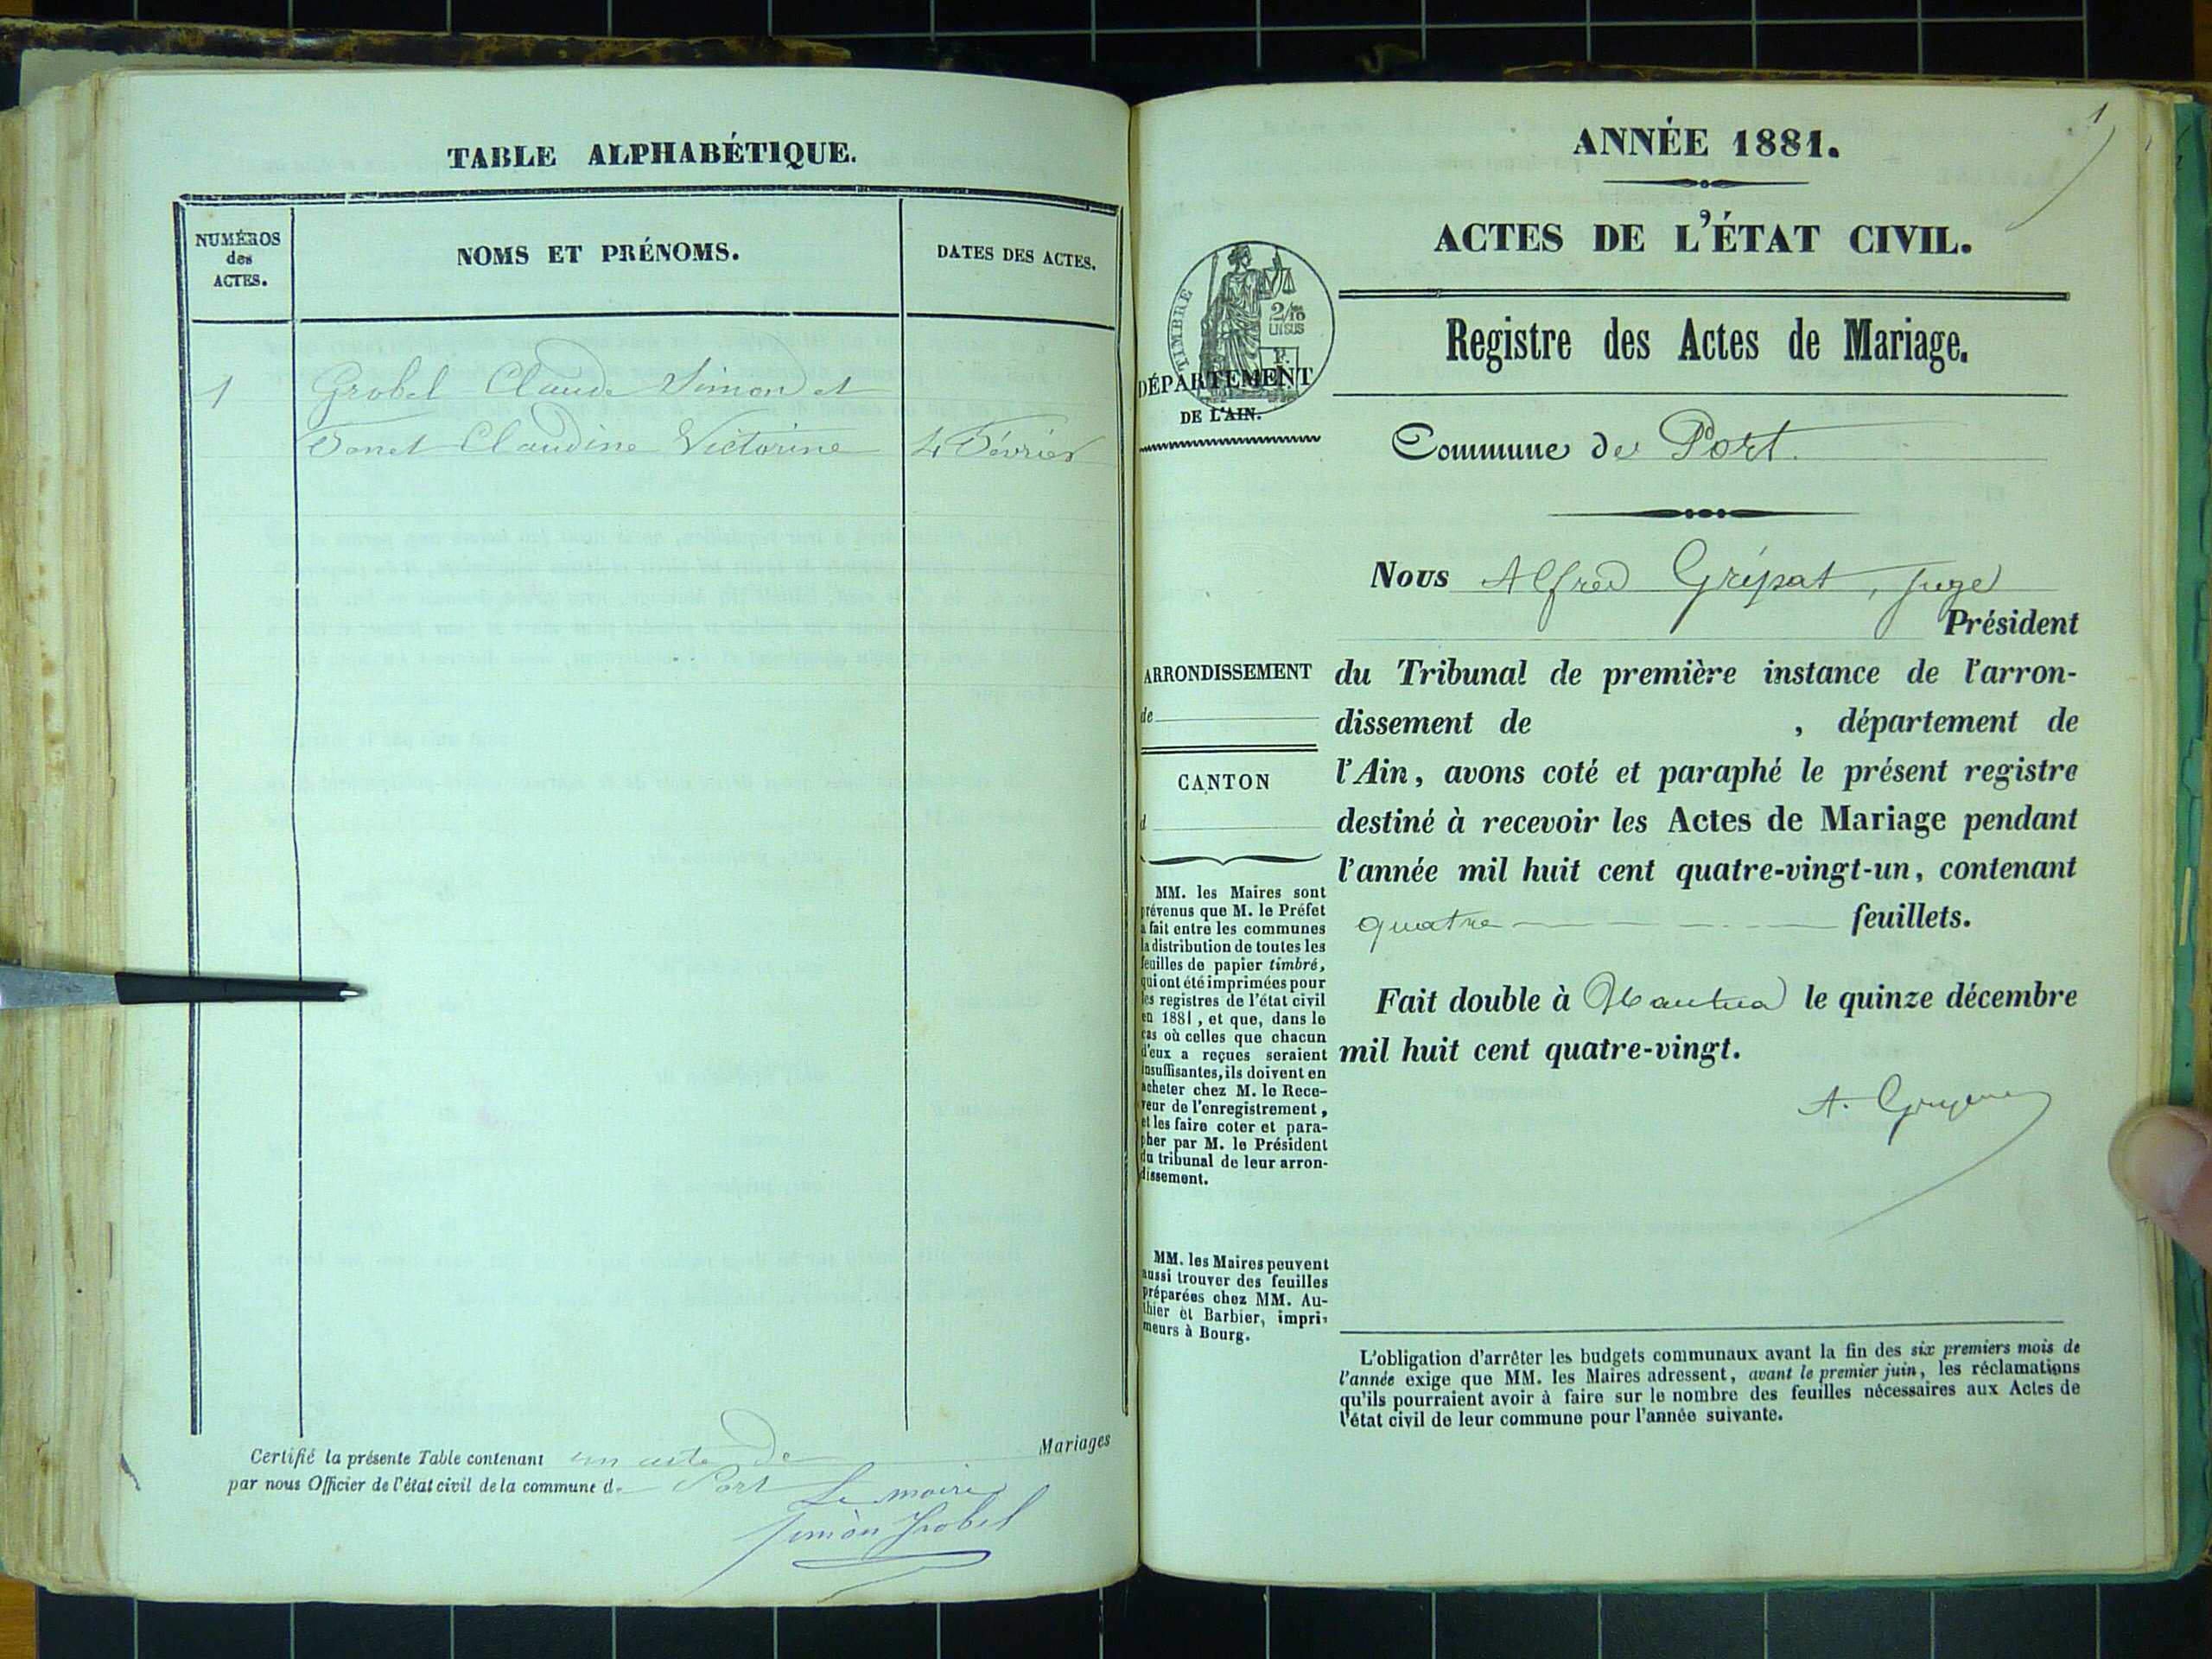 TABLE ALPHABÉTIQUE.
NUMÉROS
des
ACTES.
NOMS ET PRÉNOMS.
DATES DES ACTES.
1 Grobel Claude Simon et
Tonet Claudine Victorine 4 Février
Certifié la présente Table contenant un acte de Mariages
par nous Officier de l'état civil de la commune d. Port
Le maire
Simon Grobel
1
ANNÉE 1881.
ACTES DE L'ÉTAT CIVIL.
TIMBRE
2/10
EN SUS
DÉPARTEMENT
DE L'AIN.
Registre des Actes de Mariage.
Commune de Port.
Nous Alfred Juge
Président
ARRONDISSEMENT
de
CANTON
d
du Tribunal de première instance de l'arron-
dissement de , département de
l'Ain, avons coté et paraphé le présent registre
destiné à recevoir les Actes de Mariage pendant
l'année mil huit cent quatre-vingt-un, contenant
quatre feuillets.
Fait double à Nantua le quinze décembre
mil huit cent quatre-vingt.
MM. les Maires sont
prévenus que M. le Préfet
a fait entre les communes
la distribution de toutes les
feuilles de papier timbré,
qui ont été imprimées pour
les registres de l'état civil
en 1881, et que, dans le
cas où celles que chacun
d'eux a reçues seraient
insuffisantes, ils doivent en
acheter chez M. le Rece-
veur de l'enregistrement,
et les faire coter et para-
pher par M. le Président
du tribunal de leur arron-
dissement.
MM. les Maires peuvent
aussi trouver des feuilles
préparées chez MM. Au-
thier et Barbier, impri-
meurs à Bourg.
L'obligation d'arrêter les budgets communaux avant la fin des six premiers mois de
l'année exige que MM. les Maires adressent, avant le premier juin, les réclamations
qu'ils pourraient avoir à faire sur le nombre des feuilles nécessaires aux Actes de
l'état civil de leur commune pour l'année suivante.